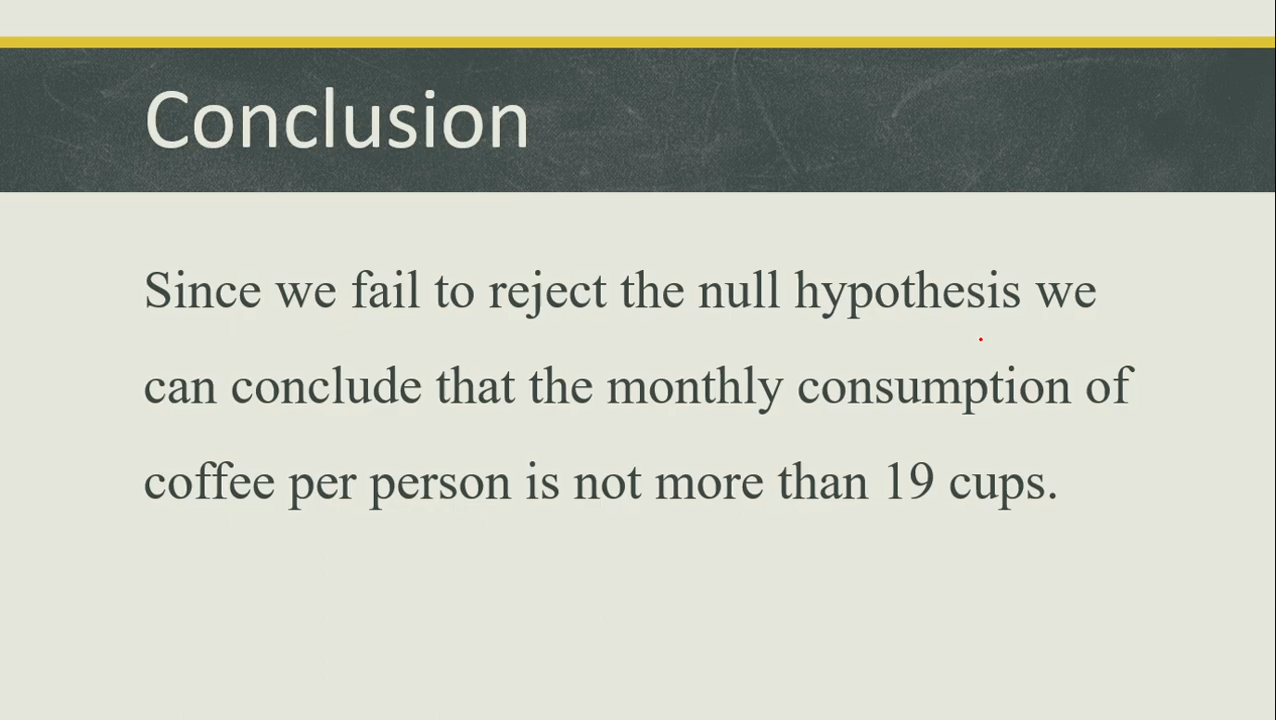 Conclusion
Since we fail to reject the null hypothesis we
can conclude that the monthly consumption of
coffee per person is not more than 19 cups.